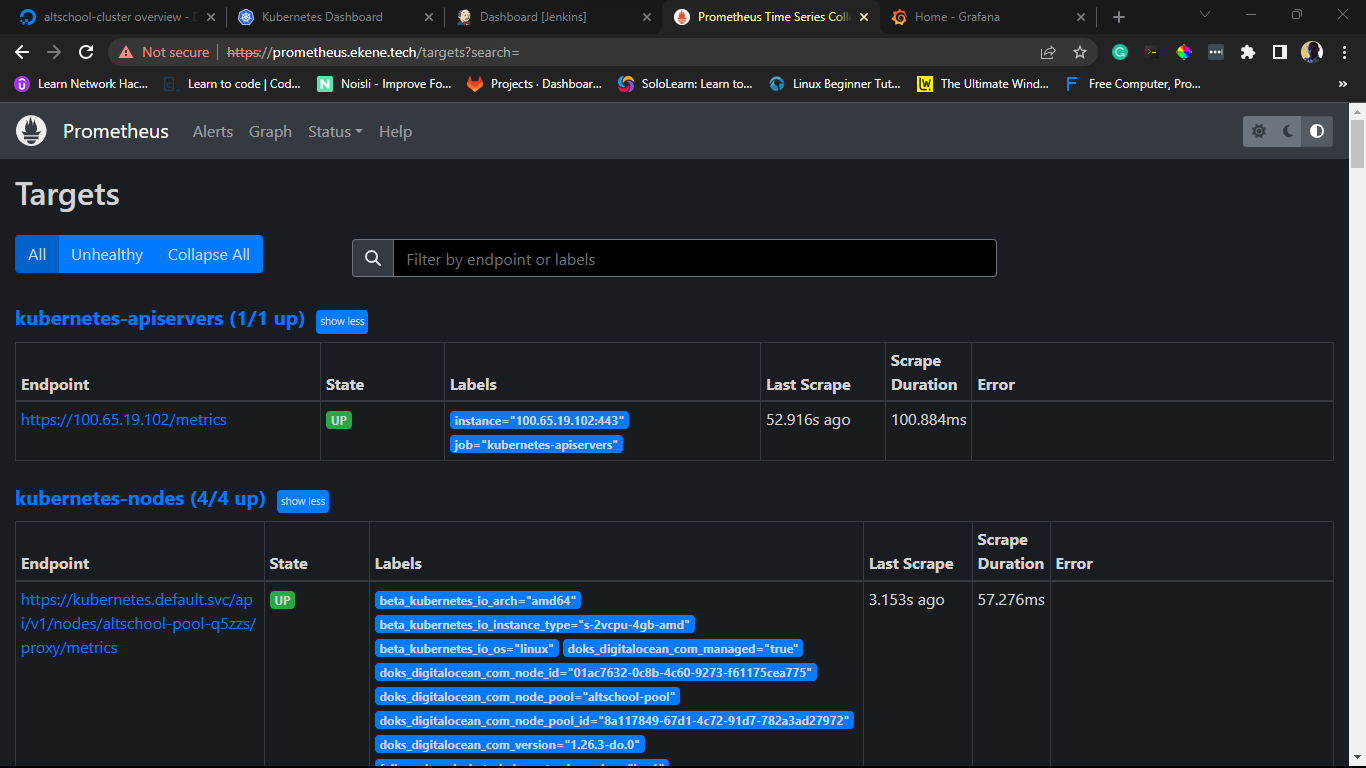 altschool-cluster overview - D
Kubernetes Dashboard
Dashboard [Jenkins]
Prometheus Time Series Coll
Home - Grafana
Not secure
https://prometheus.ekene.tech/targets?search=
Learn Network Hac...
Learn to code | Cod...
Noisli - Improve Fo...
Projects · Dashboar...
SoloLearn: Learn to...
Linux Beginner Tut...
The Ultimate Wind...
Free Computer, Pro...
»
Prometheus
Alerts
Graph
Status
Help
Targets
All
Unhealthy
Collapse All
Filter by endpoint or labels
kubernetes-apiservers (1/1 up)
show less
Endpoint
State
Labels
Last Scrape
Scrape
Duration
Error
https://100.65.19.102/metrics
UP
instance="100.65.19.102:443"
job="kubernetes-apiservers"
52.916s ago
100.884ms
kubernetes-nodes (4/4 up)
show less
Endpoint
State
Labels
Last Scrape
Scrape
Duration
Error
https://kubernetes.default.svc/ap
i/v1/nodes/altschool-pool-q5zzs/
proxy/metrics
UP
beta_kubernetes_io_arch="amd64"
beta_kubernetes_io_instance_type="s-2vcpu-4gb-amd"
beta_kubernetes_io_os="linux" doks_digitalocean_com_managed="true"
doks_digitalocean_com_node_id="01ac7632-0c8b-4c60-9273-f61175cea775"
doks_digitalocean_com_node_pool="altschool-pool"
doks_digitalocean_com_node_pool_id="8a117849-67d1-4c72-91d7-782a3ad27972"
doks_digitalocean_com_version="1.26.3-do.0"
3.153s ago
57.276ms